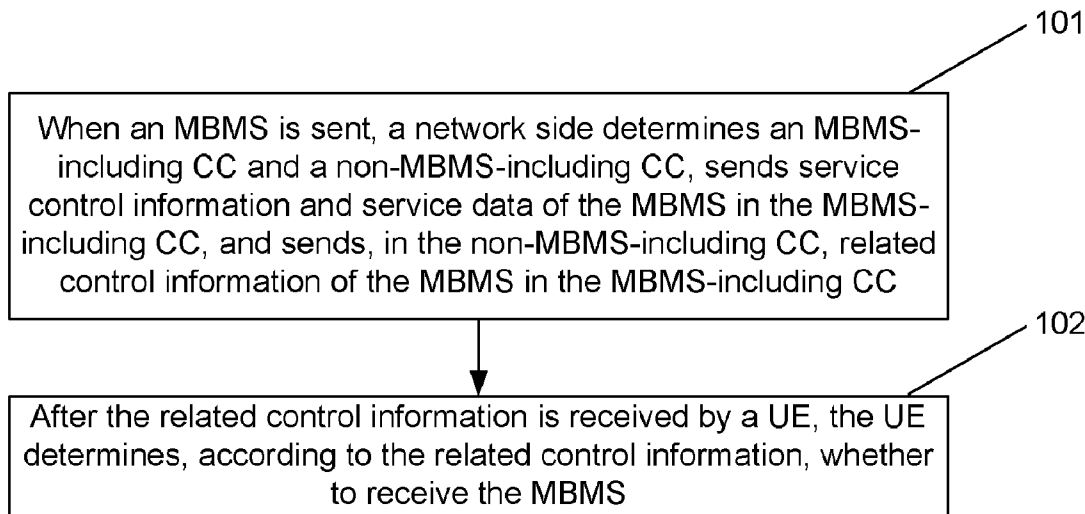 101
When an MBMS is sent, a network side determines an MBMS-
including CC and a non-MBMS-including CC, sends service
control information and service data of the MBMS in the MBMS-
including CC, and sends, in the non-MBMS-including CC, related
control information of the MBMS in the MBMS-including CC
102
After the related control information is received by a UE, the UE
determines, according to the related control information, whether
to receive the MBMS